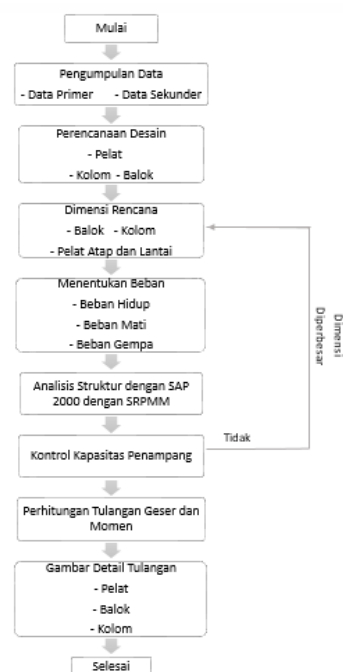 Mulai
Pengumpulan Data
- Data Primer - Data Sekunder
Perencanaan Desain
- Pelat
- Kolom - Balok
Dimensi Rencana
- Balok - Kolom
- Pelat Atap dan Lantai
Menentukan Beban
- Beban Hidup
- Beban Mati
- Beban Gempa
Analisis Struktur dengan SAP
2000 dengan SRPMM
Kontrol Kapasitas Penampang
Tidak
Dimensi
Diperbesar
Perhitungan Tulangan Geser dan
Momen
Gambar Detail Tulangan
- Pelat
- Balok
- Kolom
Selesai